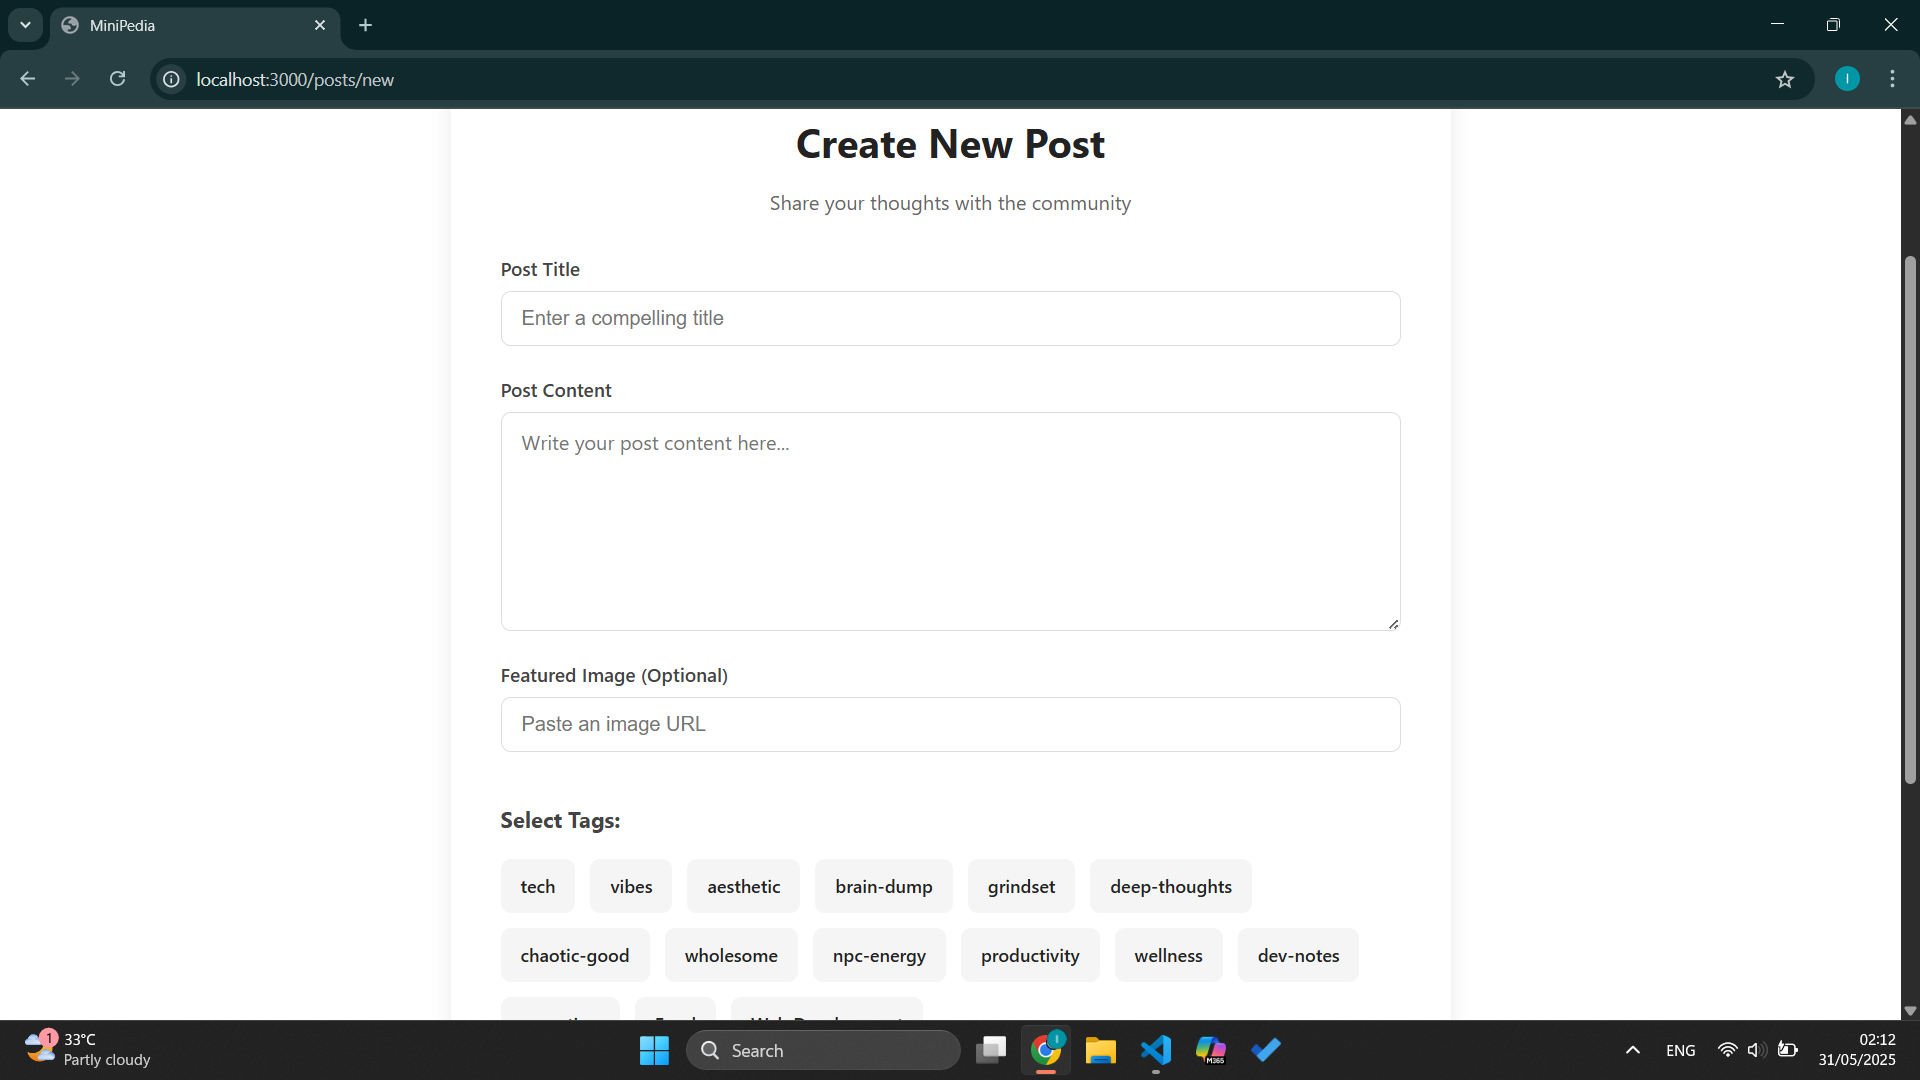 MiniPedia
localhost:3000/posts/new
I
Create New Post
Share your thoughts with the community
Post Title
Enter a compelling title
Post Content
Write your post content here...
Featured Image (Optional)
Paste an image URL
Select Tags:
tech vibes aesthetic brain-dump grindset deep-thoughts
chaotic-good wholesome npc-energy productivity wellness dev-notes
1 33°C
Partly cloudy
Search
I
M365
ENG
02:12
31/05/2025